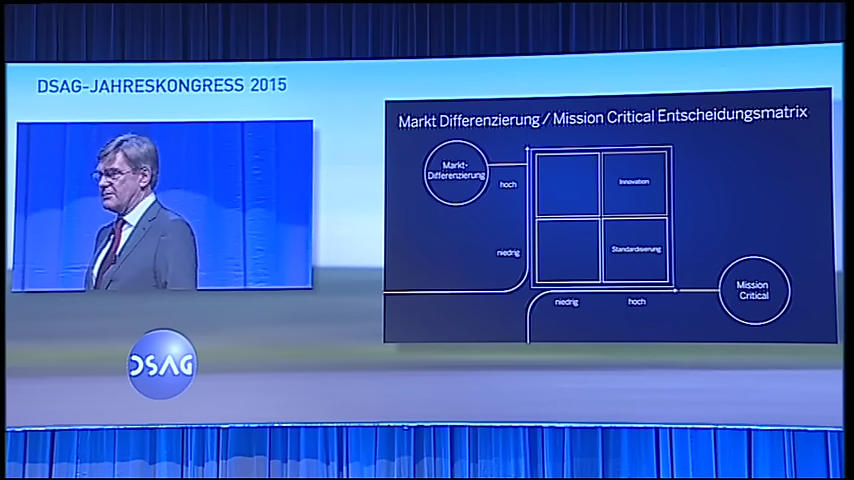 DSAG-JAHRESKONGRESS 2015
Markt Differenzierung / Mission Critical Entscheidungsmatrix
Markt-
Differenzierung
hoch
Innovation
niedrig
Standardisierung
niedrig
hoch
Mission
Critical
DSAG